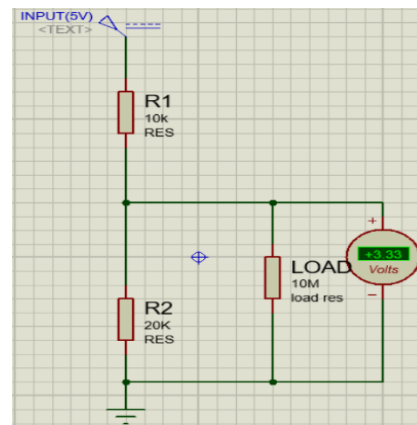 INPUT(5V)
<TEXT>
R1
10k
RES
+
+3.33
Volts
−
LOAD
10M
load res
R2
20K
RES